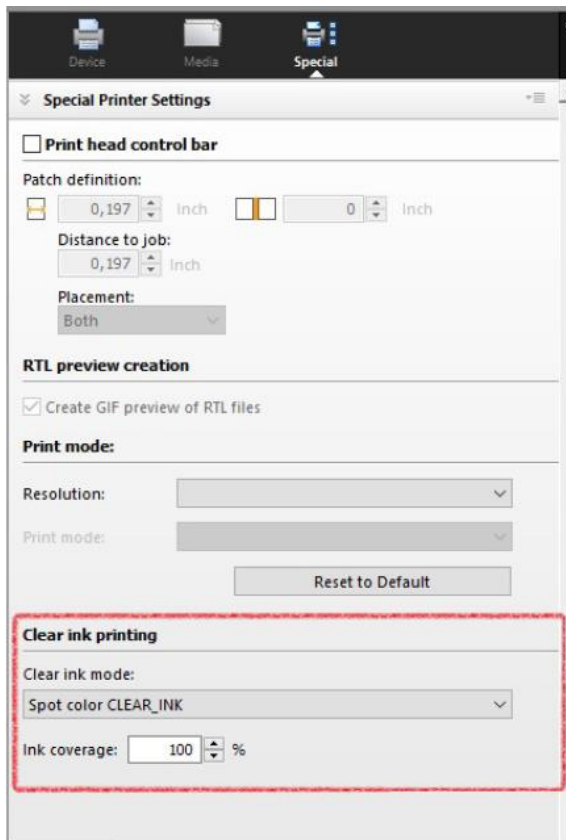 Device Media Special
Special Printer Settings
Print head control bar
Patch definition:
0,197 Inch 0 Inch
Distance to job:
0,197 Inch
Placement:
Both
RTL preview creation
Create GIF preview of RTL files
Print mode:
Resolution:
Print mode:
Reset to Default
Clear ink printing
Clear ink mode:
Spot color CLEAR_INK
Ink coverage: 100 %